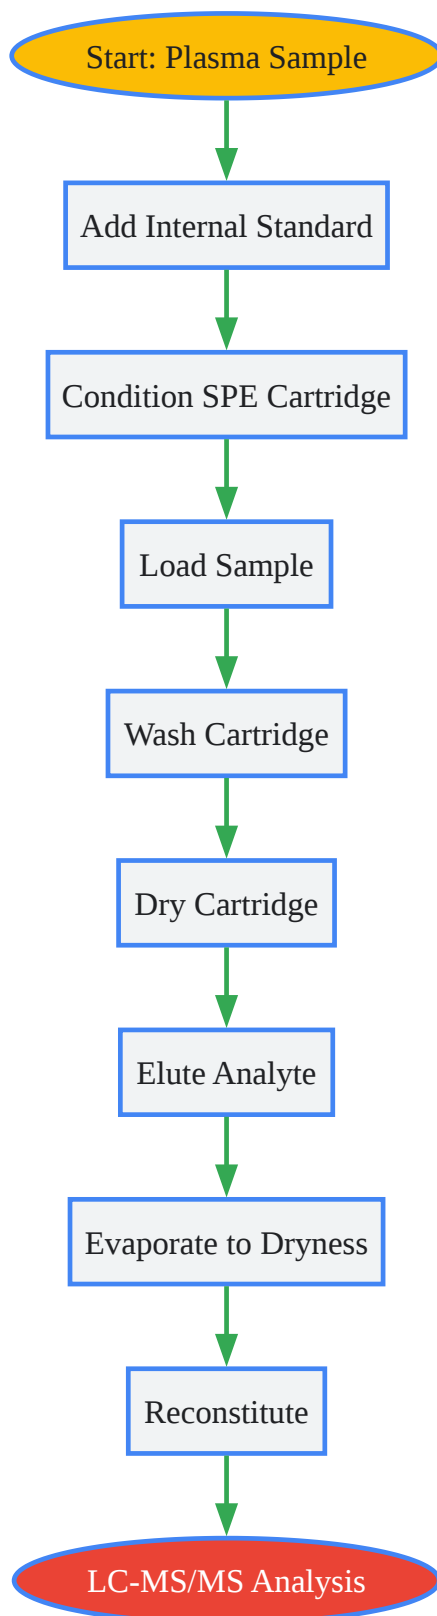 Start: Plasma Sample
Add Internal Standard
Condition SPE Cartridge
Load Sample
Wash Cartridge
Dry Cartridge
Elute Analyte
Evaporate to Dryness
Reconstitute
LC-MS/MS Analysis